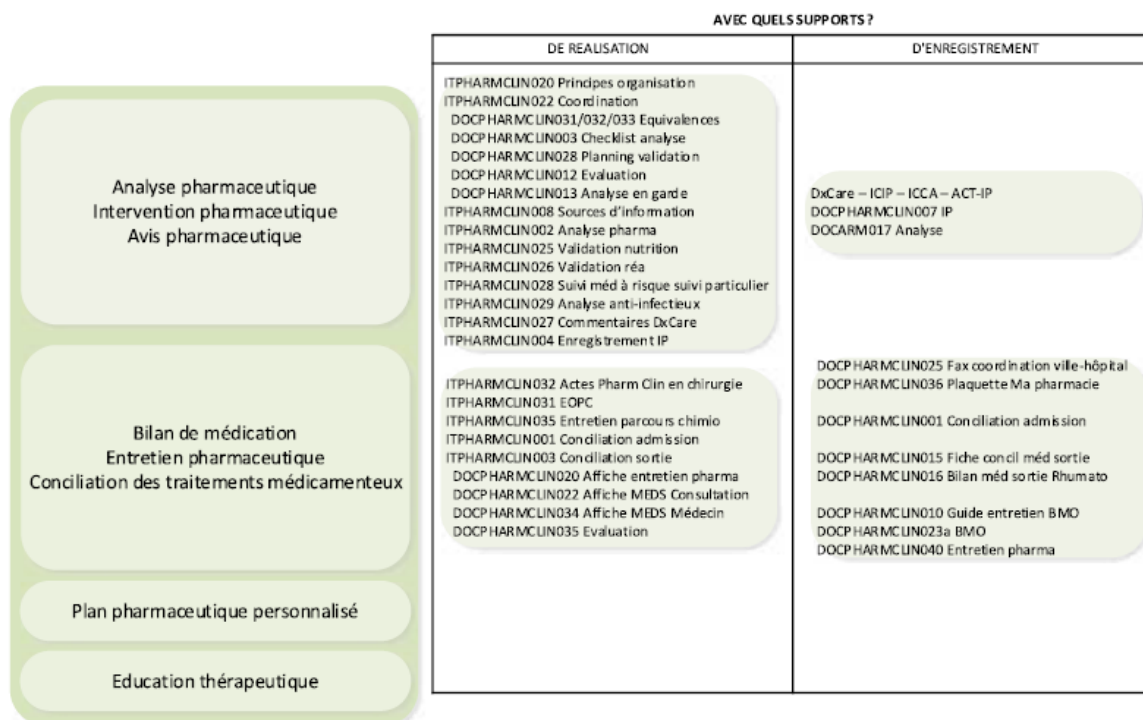 AVEC QUELS SUPPORTS ?
DE REALISATION
D'ENREGISTREMENT
Analyse pharmaceutique
Intervention pharmaceutique
Avis pharmaceutique
ITPHARMCLIN020 Principes organisation
ITPHARMCLIN022 Coordination
DOCPHARMCLIN031/032/033 Equivalences
DOCPHARMCLIN003 Checklist analyse
DOCPHARMCLIN028 Planning validation
DOCPHARMCLIN012 Evaluation
DOCPHARMCLIN013 Analyse en garde
ITPHARMCLIN008 Sources d'information
ITPHARMCLIN002 Analyse pharma
ITPHARMCLIN025 Validation nutrition
ITPHARMCLIN026 Validation réa
ITPHARMCLIN028 Suivi méd à risque suivi particulier
ITPHARMCLIN029 Analyse anti-infectieux
ITPHARMCLIN027 Commentaires DxCare
ITPHARMCLIN004 Enregistrement IP
DxCare – ICIP – ICCA – ACT-IP
DOCPHARMCLIN007 IP
DOCARM017 Analyse
Bilan de médication
Entretien pharmaceutique
Conciliation des traitements médicamenteux
ITPHARMCLIN032 Actes Pharm Clin en chirurgie
ITPHARMCLIN031 EOPC
ITPHARMCLIN035 Entretien parcours chimio
ITPHARMCLIN001 Conciliation admission
ITPHARMCLIN003 Conciliation sortie
DOCPHARMCLIN020 Affiche entretien pharma
DOCPHARMCLIN022 Affiche MEDS Consultation
DOCPHARMCLIN034 Affiche MEDS Médecin
DOCPHARMCLIN035 Evaluation
DOCPHARMCLIN025 Fax coordination ville-hôpital
DOCPHARMCLIN036 Plaquette Ma pharmacie
DOCPHARMCLIN001 Conciliation admission
DOCPHARMCLIN015 Fiche concil méd sortie
DOCPHARMCLIN016 Bilan méd sortie Rhumato
DOCPHARMCLIN010 Guide entretien BMO
DOCPHARMCLIN023a BMO
DOCPHARMCLIN040 Entretien pharma
Plan pharmaceutique personnalisé
Education thérapeutique